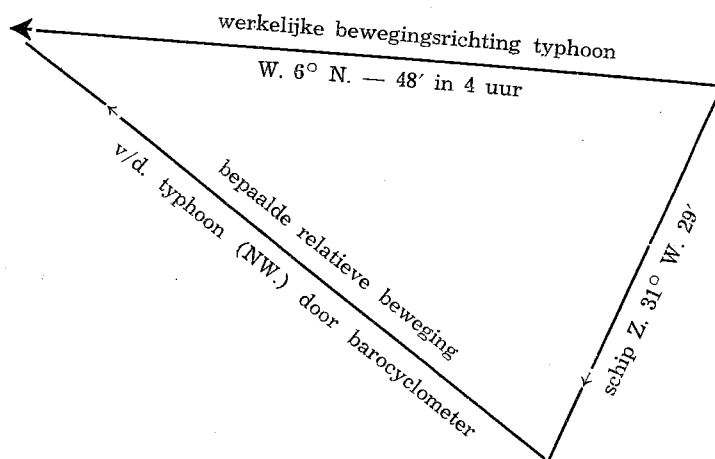 werkelijke bewegingsrichting typhoon
W. 6° N. — 48′ in 4 uur
bepaalde relatieve beweging
v/d. typhoon (NW.) door barocyclometer
schip Z. 31° W. 29′